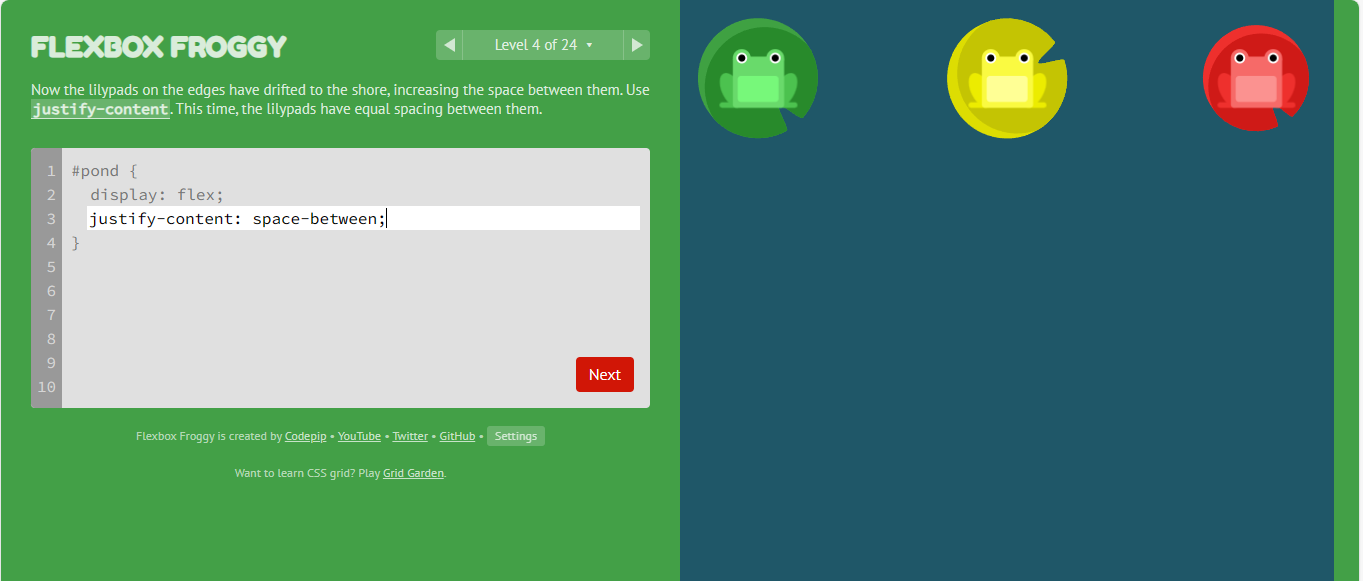 FLEXBOX FROGGY
Level 4 of 24
Now the lilypads on the edges have drifted to the shore, increasing the space between them. Use
justify-content. This time, the lilypads have equal spacing between them.
1 #pond {
2 display: flex;
3 justify-content: space-between;
4 }
5
6
7
8
9
10
Next
Flexbox Froggy is created by Codepip • YouTube • Twitter • GitHub • Settings
Want to learn CSS grid? Play Grid Garden.